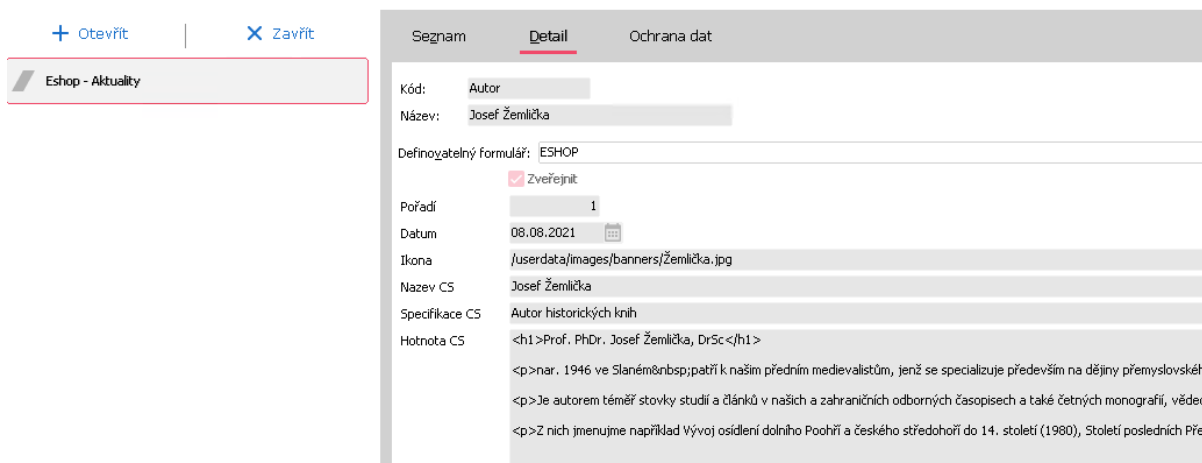 Otevřít Zavřít
Eshop - Aktuality
Seznam Detail Ochrana dat
Kód: Autor
Název: Josef Žemlička
Definovatelný formulář: ESHOP
Zveřejnit
Pořadí 1
Datum 08.08.2021
Ikona /userdata/images/banners/Žemlička.jpg
Nazev CS Josef Žemlička
Specifikace CS Autor historických knih
Hotnota CS <h1>Prof. PhDr. Josef Žemlička, DrSc</h1>
<p>nar. 1946 ve Slaném&nbsp;patří k našim předním medievalistům, jenž se specializuje především na dějiny přemyslovskéh
<p>Je autorem téměř stovky studií a článků v našich a zahraničních odborných časopisech a také četných monografií, vědec
<p>Z nich jmenujme například Vývoj osídlení dolního Poohří a českého středohoří do 14. století (1980), Století posledních Pře